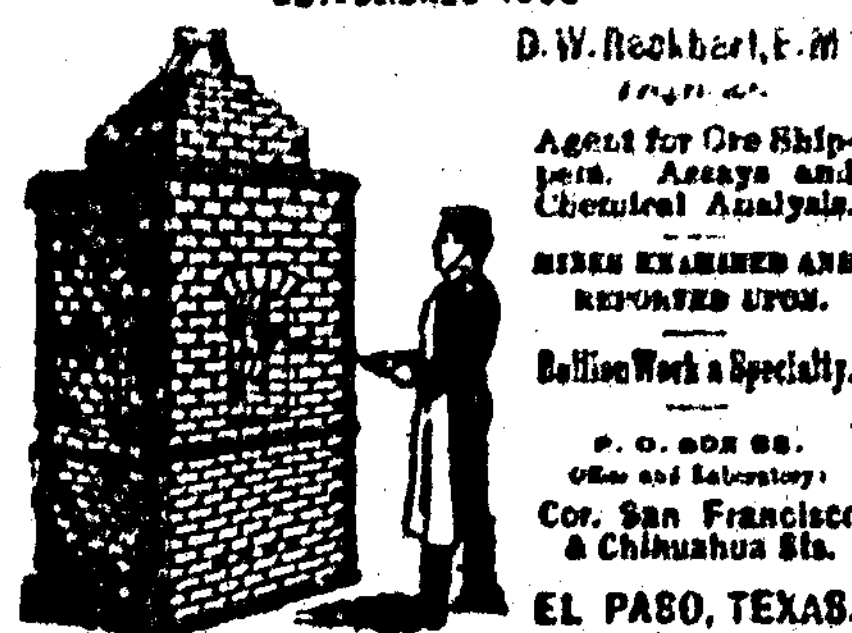 D. W. Reckhart, E. M
Agent for Ore Ship-
pers. Assays and
Chemical Analysis.
MINES EXAMINED AND
REPORTED UPON.
Bullion Work a Specialty.
P. O. BOX 88.
Office and Laboratory:
Cor. San Francisco
& Chihuahua Sts.
EL PASO, TEXAS.